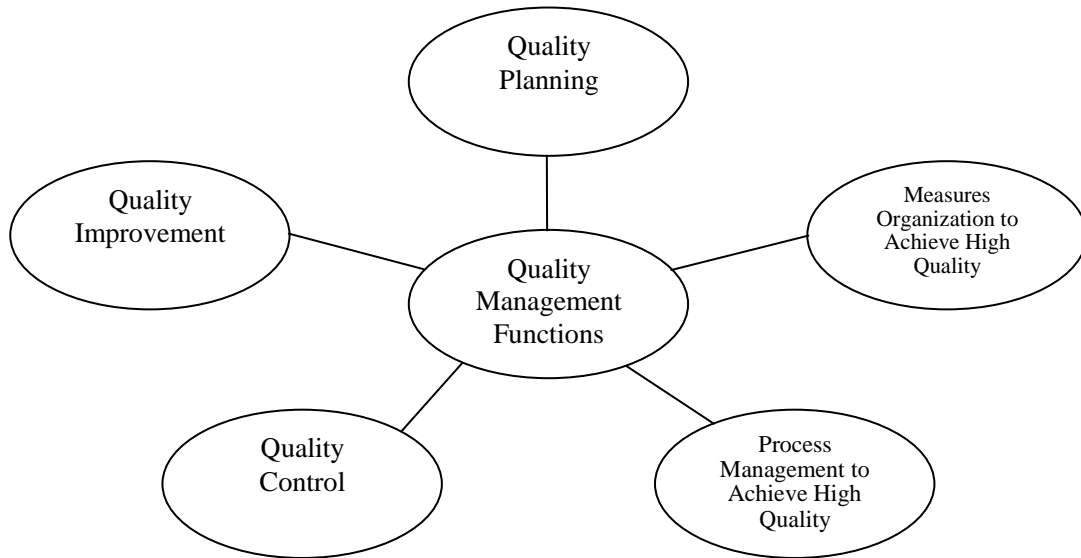 Quality
Planning
Quality
Improvement
Measures
Organization to
Achieve High
Quality
Quality
Management
Functions
Quality
Control
Process
Management to
Achieve High
Quality